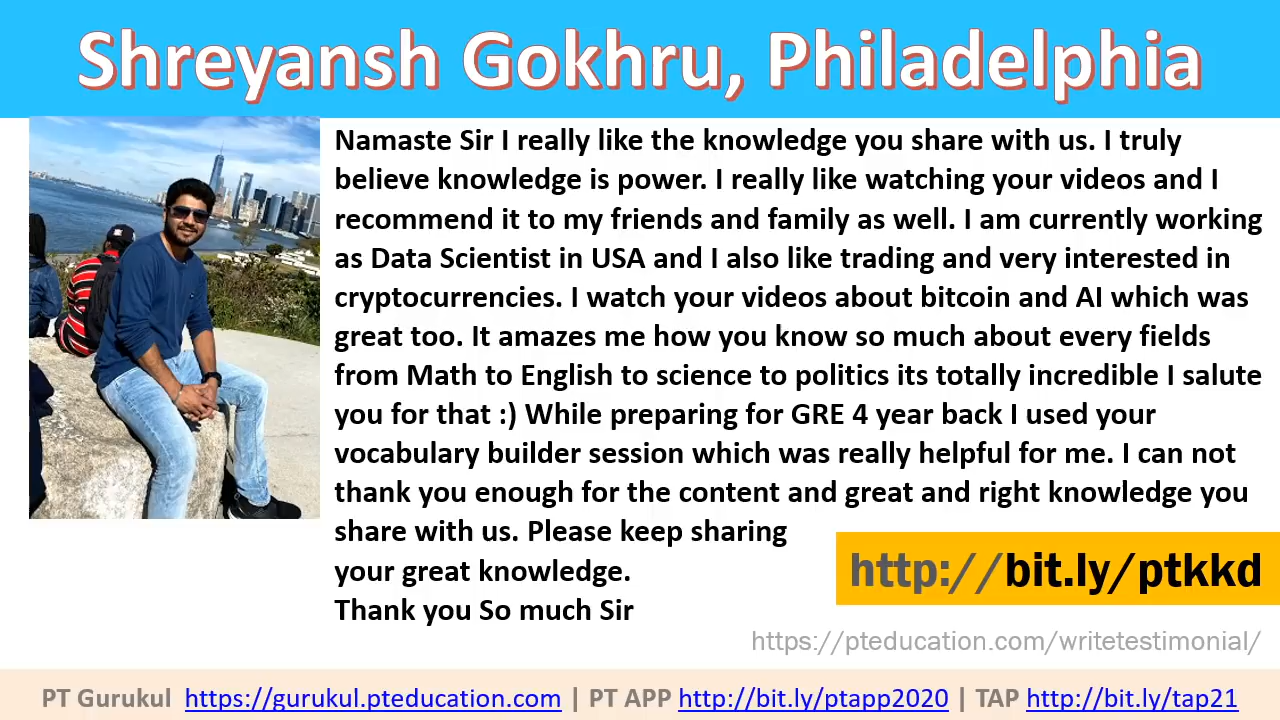 Shreyansh Gokhru, Philadelphia
Namaste Sir I really like the knowledge you share with us. I truly
believe knowledge is power. I really like watching your videos and I
recommend it to my friends and family as well. I am currently working
as Data Scientist in USA and I also like trading and very interested in
cryptocurrencies. I watch your videos about bitcoin and AI which was
great too. It amazes me how you know so much about every fields
from Math to English to science to politics its totally incredible I salute
you for that :) While preparing for GRE 4 year back I used your
vocabulary builder session which was really helpful for me. I can not
thank you enough for the content and great and right knowledge you
share with us. Please keep sharing
your great knowledge.
Thank you So much Sir
http://bit.ly/ptkkd
https://pteducation.com/writetestimonial/
PT Gurukul https://gurukul.pteducation.com | PT APP http://bit.ly/ptapp2020 | TAP http://bit.ly/tap21